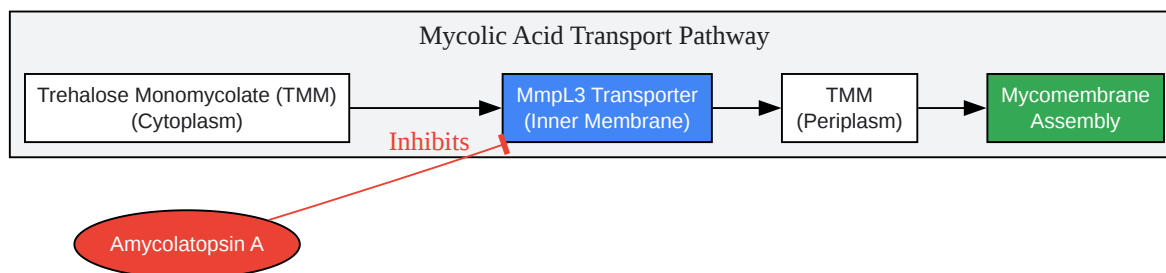 Mycolic Acid Transport Pathway
Trehalose Monomycolate (TMM)
(Cytoplasm)
MmpL3 Transporter
(Inner Membrane)
TMM
(Periplasm)
Mycomembrane
Assembly
Inhibits
Amycolatopsin A